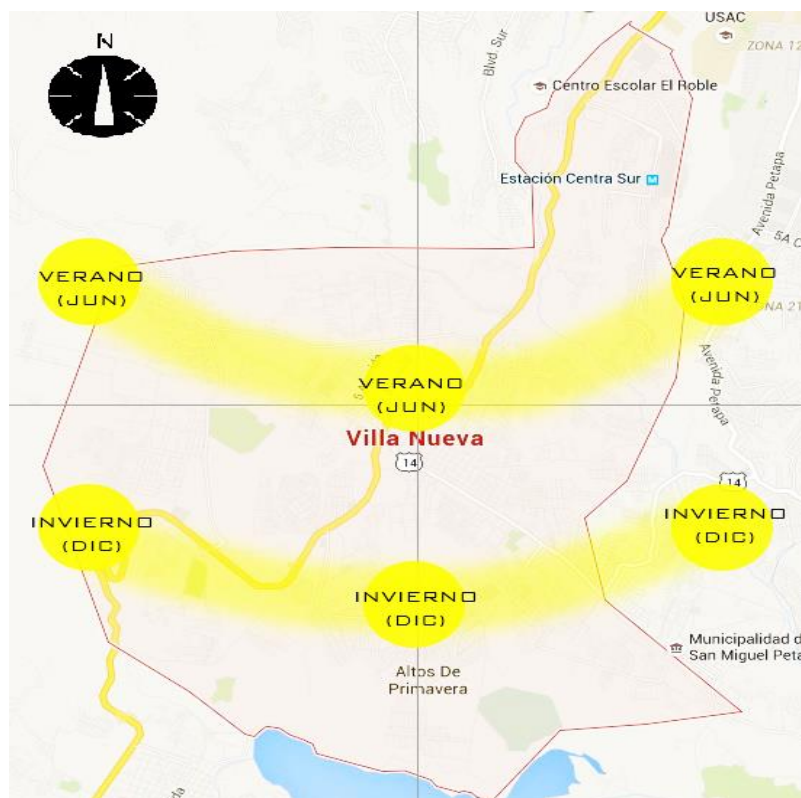 USAC
N
ZONA 12
Blvd. Sur
Centro Escolar El Roble
Estación Centra Sur
M
Avenida Petapa
5A C
VERANO
(JUN)
VERANO
(JUN)
ZONA 21
VERANO
(JUN)
Avenida Petapa
Villa Nueva
14
14
INVIERNO
(DIC)
INVIERNO
(DIC)
INVIERNO
(DIC)
Municipalidad d
San Miguel Peta
Altos De
Primavera